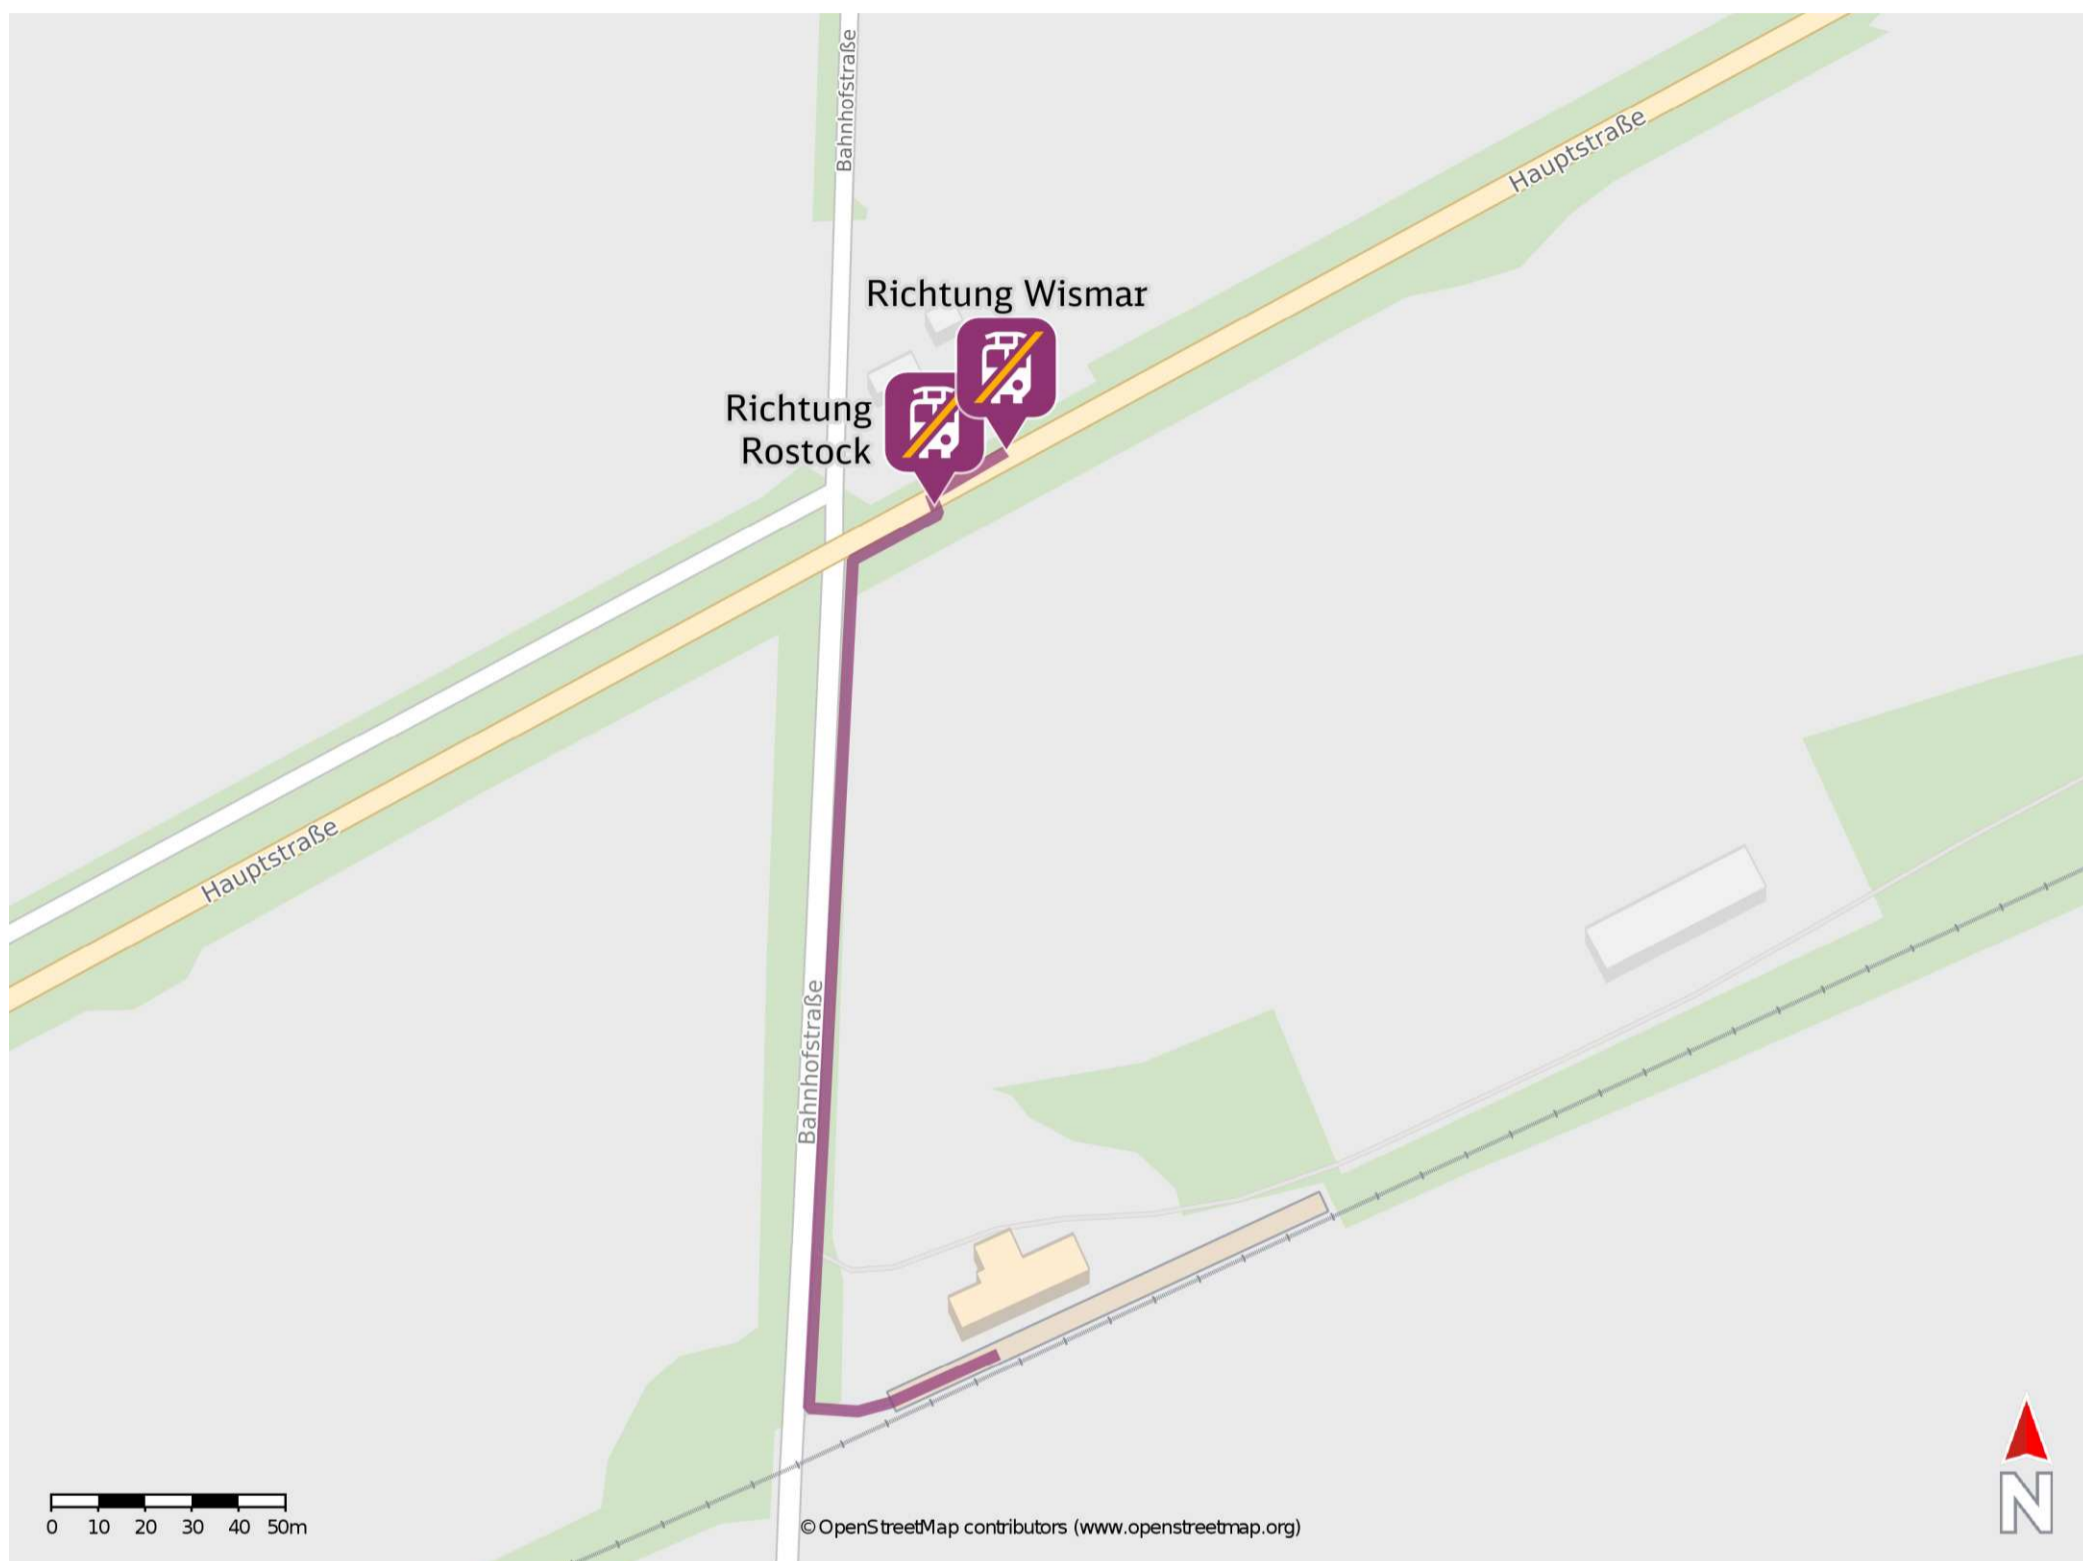 Bahnhofstraße
Hauptstraße
Richtung Wismar
Richtung
Rostock
Hauptstraße
Bahnhofstraße
0 10 20 30 40 50m
© OpenStreetMap contributors (www.openstreetmap.org)
N